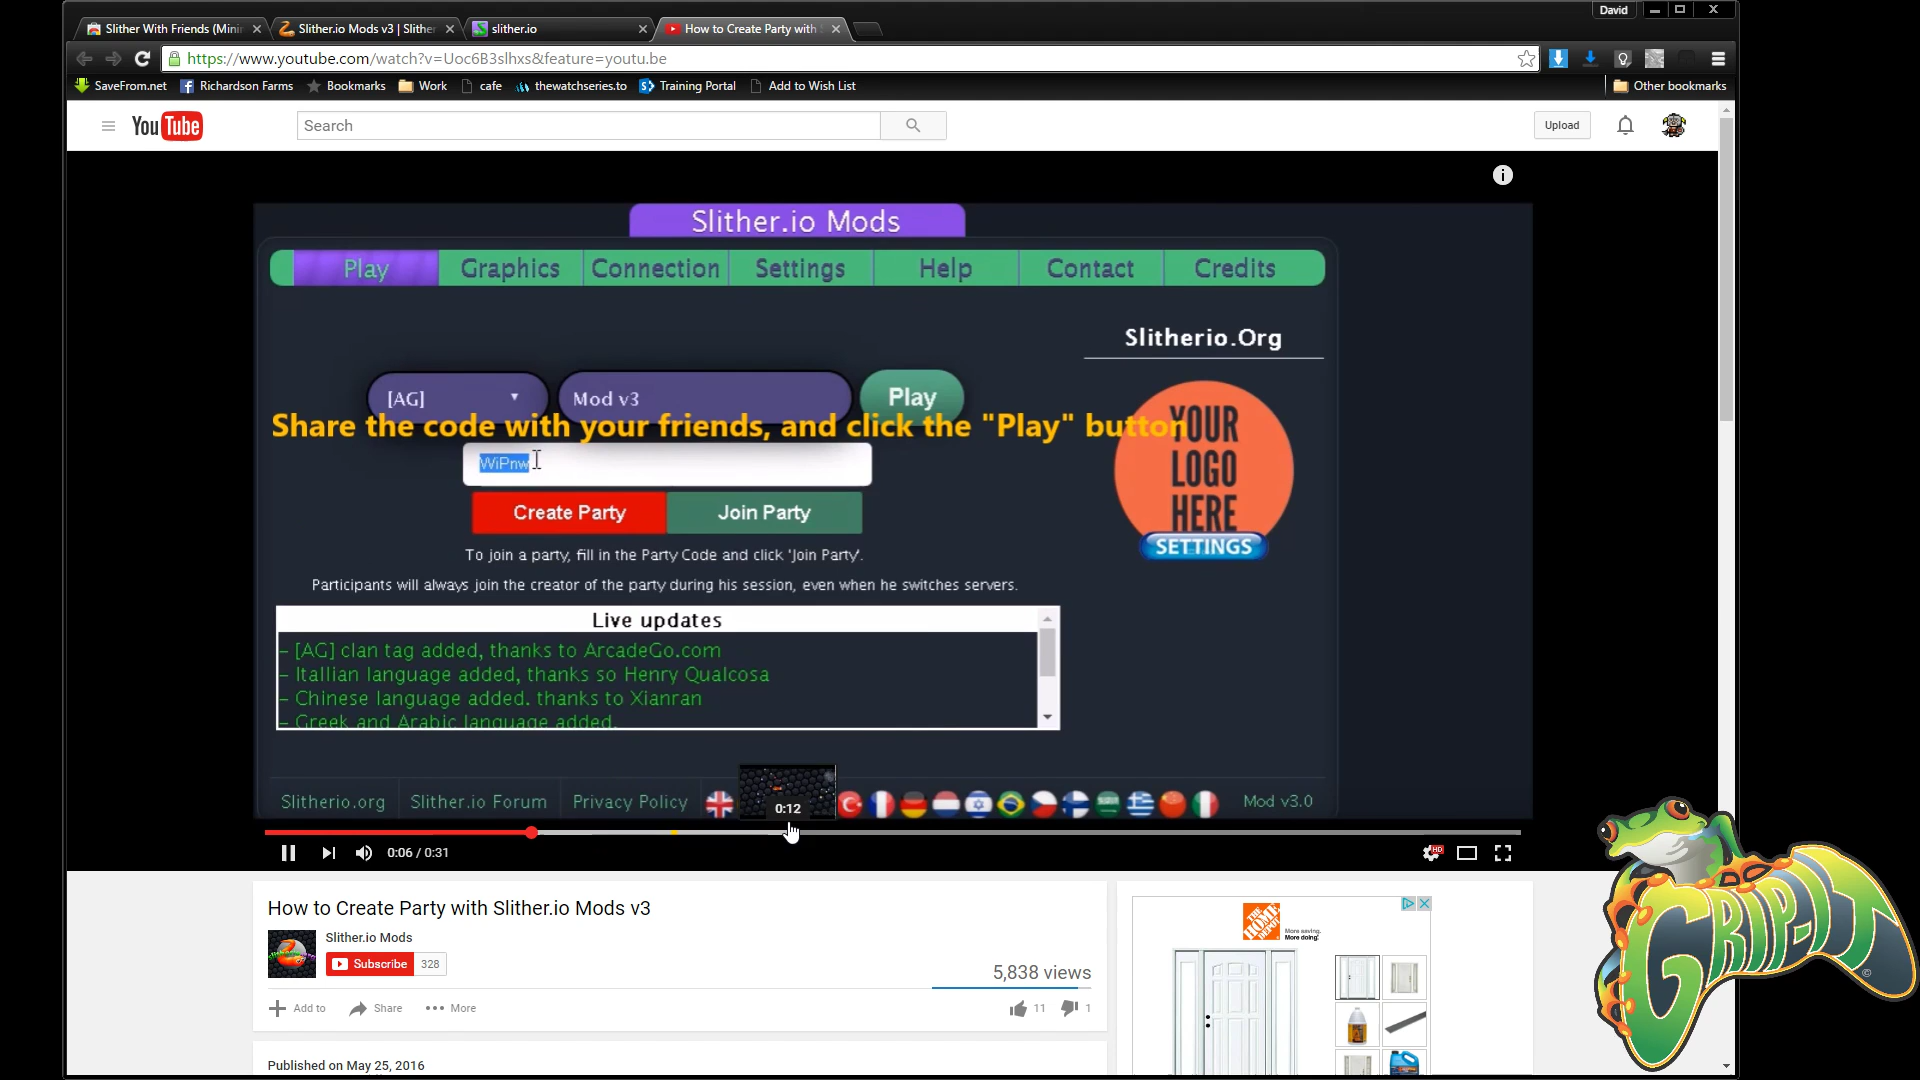 David
Slither With Friends (Mini
Slither.io Mods v3 | Slither
slither.io
How to Create Party with S
https://www.youtube.com/watch?v=Uoc6B3slhxs&feature=youtu.be
SaveFrom.net
Richardson Farms
Bookmarks
Work
cafe
thewatchseries.to
Training Portal
Add to Wish List
Other bookmarks
YouTube
Search
Upload
Slither.io Mods
Play
Graphics
Connection
Settings
Help
Contact
Credits
Slitherio.Org
[AG]
Mod v3
Play
Share the code with your friends, and click the "Play" button
YOUR
LOGO
HERE
SETTINGS
WiPnw
Create Party
Join Party
To join a party, fill in the Party Code and click 'Join Party'.
Participants will always join the creator of the party during his session, even when he switches servers.
Live updates
- [AG] clan tag added, thanks to ArcadeGo.com
- Itallian language added, thanks so Henry Qualcosa
- Chinese language added. thanks to Xianran
- Greek and Arabic language added.
Slitherio.org
Slither.io Forum
Privacy Policy
0:12
Mod v3.0
0:06 / 0:31
HD
How to Create Party with Slither.io Mods v3
Slither.io Mods
Subscribe
328
5,838 views
Add to
Share
More
11
1
Published on May 25, 2016
THE HOME DEPOT
More saving.
More doing.
GRIP-IT
©